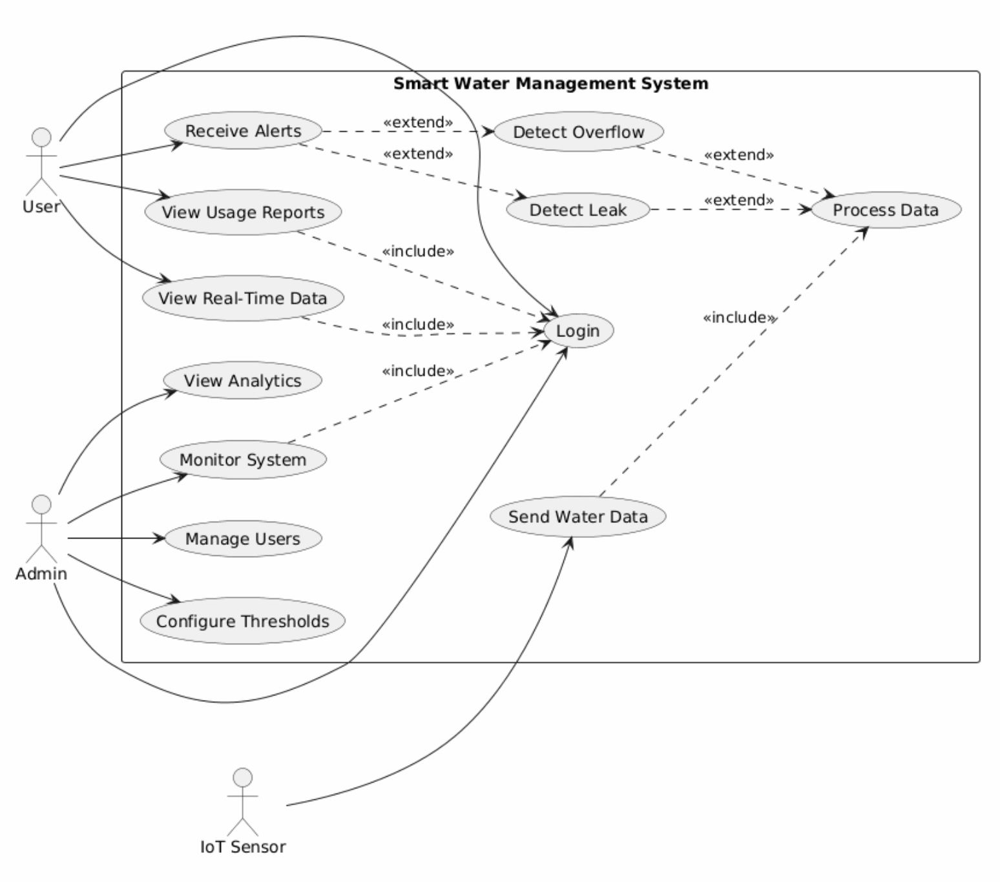 Smart Water Management System
Receive Alerts
«extend»
Detect Overflow
«extend»
«extend»
User
View Usage Reports
Detect Leak
«extend»
Process Data
«include»
View Real-Time Data
«include»
«include»
Login
«include»
View Analytics
Monitor System
Send Water Data
Manage Users
Admin
Configure Thresholds
IoT Sensor